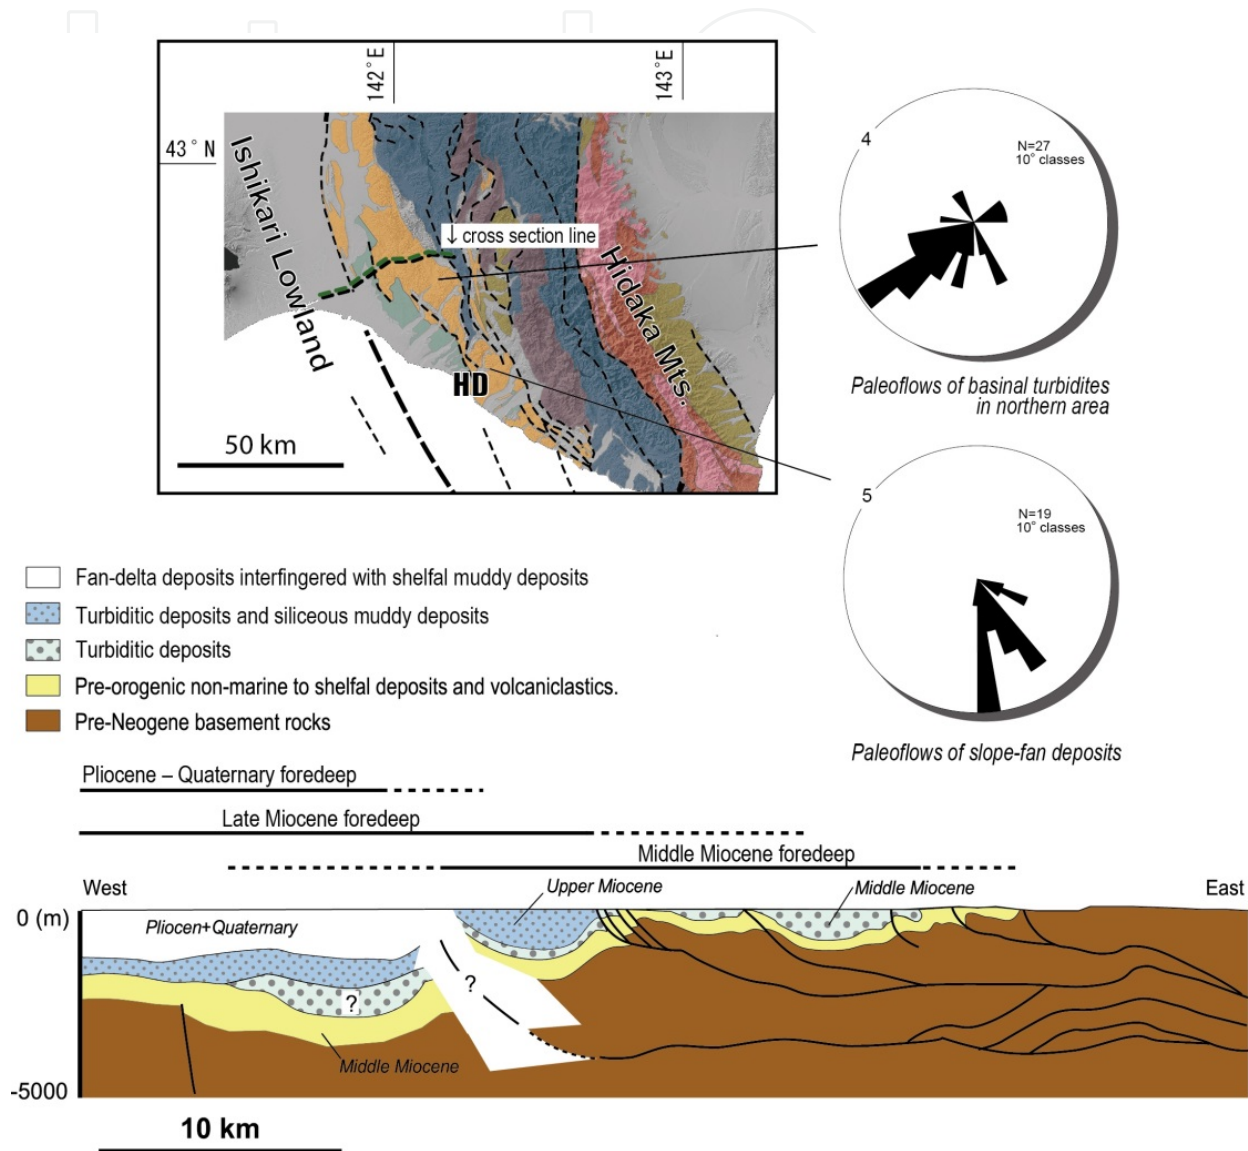 142°E
143°E
43° N
Ishikari Lowland
↓ cross section line
Hidaka Mts.
HD
50 km
4
N=27
10° classes
Paleoflows of basinal turbidites
in northern area
5
N=19
10° classes
Paleoflows of slope-fan deposits
Fan-delta deposits interfingered with shelfal muddy deposits
Turbiditic deposits and siliceous muddy deposits
Turbiditic deposits
Pre-orogenic non-marine to shelfal deposits and volcaniclastics.
Pre-Neogene basement rocks
Pliocene – Quaternary foredeep
Late Miocene foredeep
Middle Miocene foredeep
West
Upper Miocene
Middle Miocene
East
0 (m)
Pliocen+Quaternary
?
?
Middle Miocene
-5000
10 km